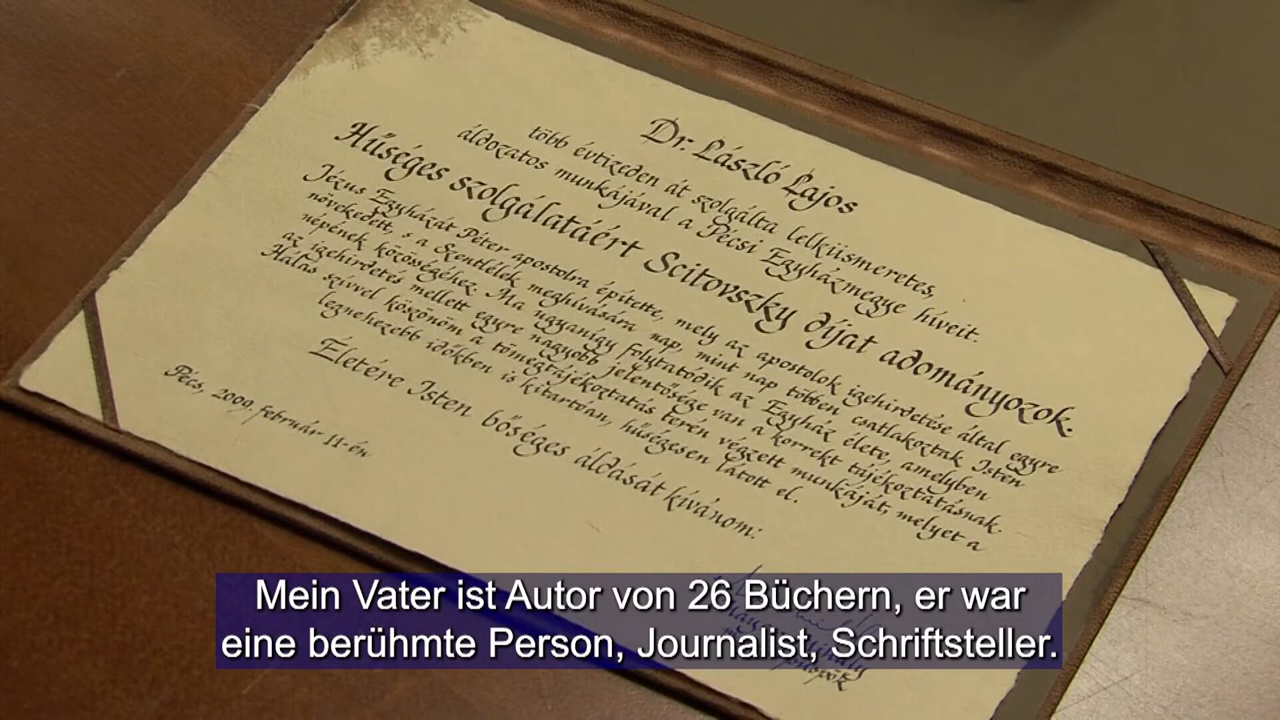 Dr. László Lajos
több évtizeden át szolgálta lelkiismeretes,
áldozatos munkájával a Pécsi Egyházmegye híveit.
Hűséges szolgálatáért Scitovszky díjat adományozok.
Jézus Egyházát Péter apostolra építette, mely az apostolok igehirdetése által egyre
növekedett, s a Szentlélek meghívására nap, mint nap többen csatlakoztak Isten
népének közösségéhez. Ma ugyanígy folytatódik az Egyház élete, amelyben
az igehirdetés mellett egyre nagyobb jelentősége van a korrekt tájékoztatásnak.
Hálás szívvel köszönöm a tömegtájékoztatás terén végzett munkáját, melyet a
legnehezebb időkben is kitartóan, hűségesen látott el.
Életére Isten bőséges áldását kívánom:
Pécs, 2009. február 11-én
Mein Vater ist Autor von 26 Büchern, er war
eine berühmte Person, Journalist, Schriftsteller.